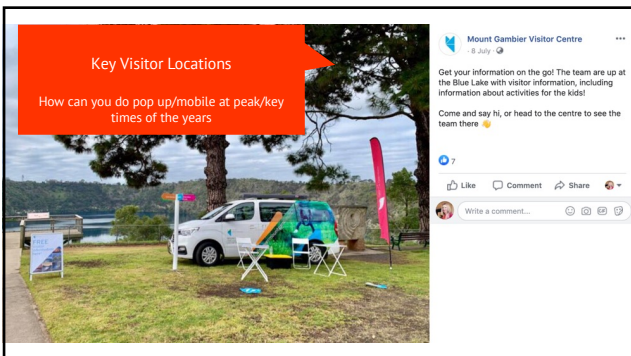 Key Visitor Locations
How can you do pop up/mobile at peak/key
times of the years
Mount Gambier Visitor Centre
8 July ·
Get your information on the go! The team are up at
the Blue Lake with visitor information, including
information about activities for the kids!
Come and say hi, or head to the centre to see the
team there 👋
7
Like Comment Share
Write a comment...
FREE